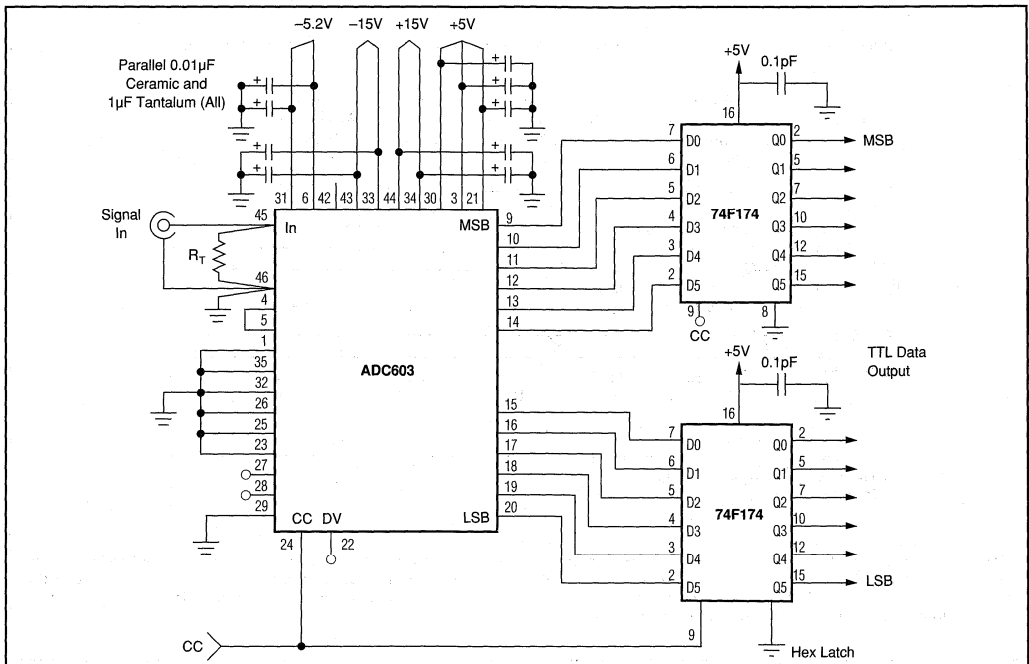 –5.2V –15V +15V +5V
Parallel 0.01µF
Ceramic and
1µF Tantalum (All)
+ + + + + + + + +
31 6 42 43 33 44 34 30 3 21
Signal
In
45
In
R_T
46
4
5
1
35
32
26
25
23
27
28
29
ADC603
MSB
9
10
11
12
13
14
15
16
17
18
19
20
LSB
CC DV
24 22
CC
+5V
0.1pF
16
7 D0 Q0 2 MSB
6 D1 Q1 5
5 D2 Q2 7
74F174
4 D3 Q3 10
3 D4 Q4 12
2 D5 Q5 15
9 8
CC
TTL Data
Output
+5V
0.1pF
16
7 D0 Q0 2
6 D1 Q1 5
5 D2 Q2 7
74F174
4 D3 Q3 10
3 D4 Q4 12
2 D5 Q5 15 LSB
9
Hex Latch